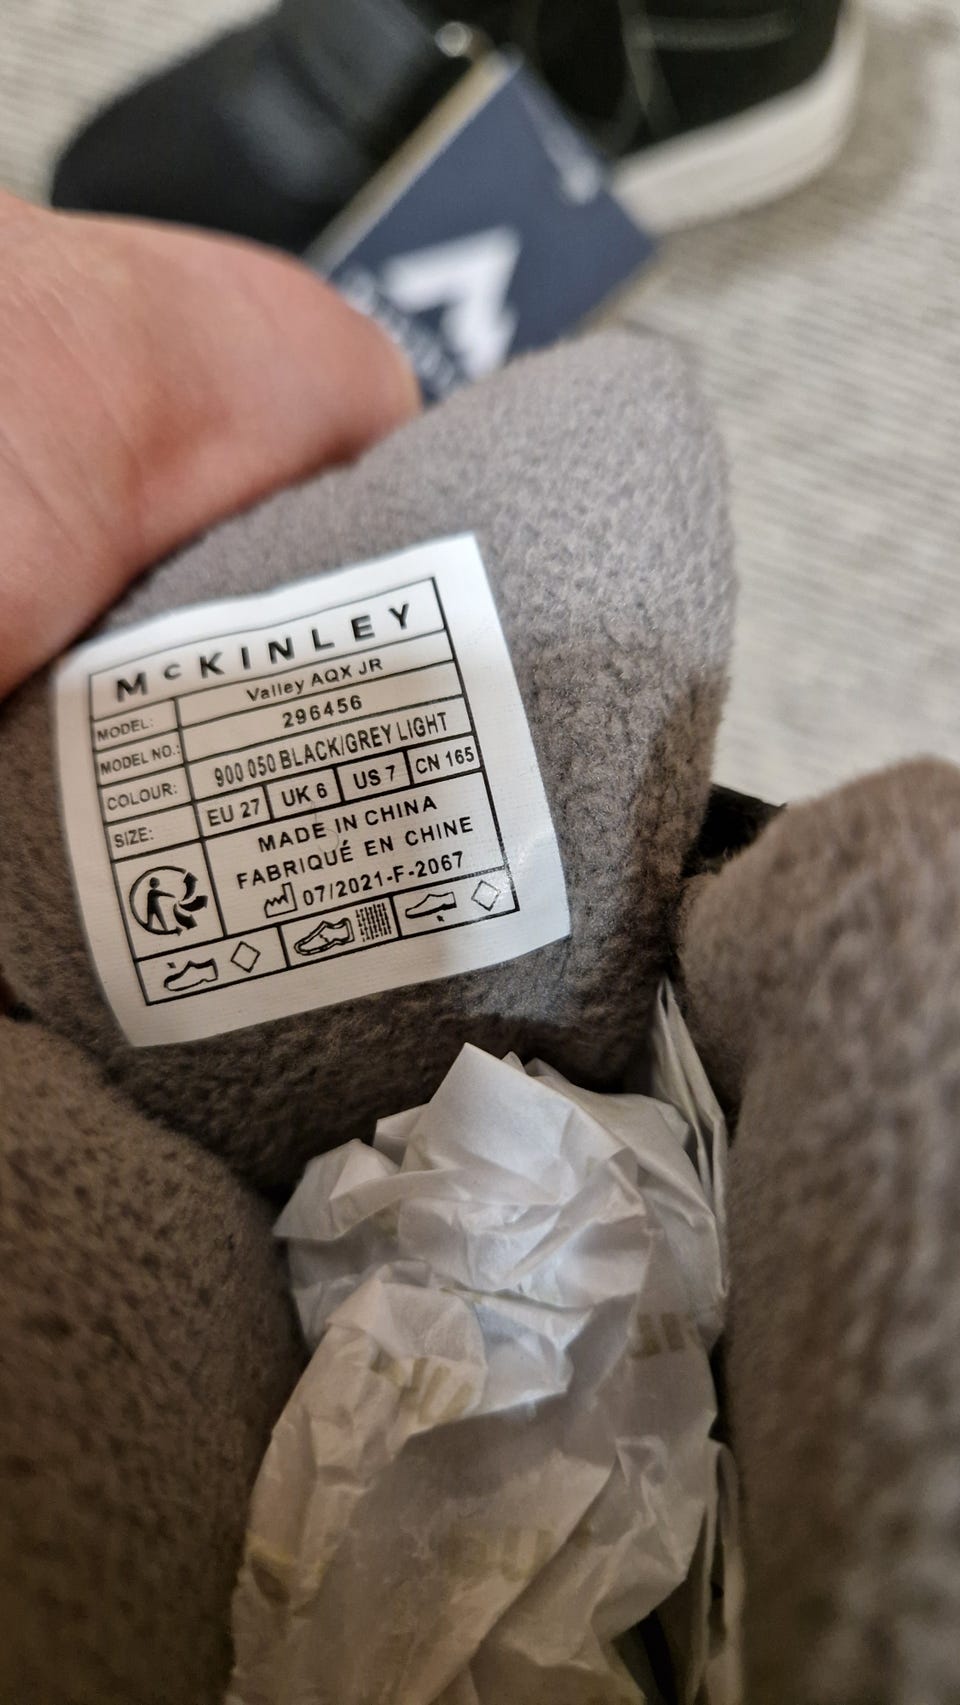 McKINLEY
MODEL: Valley AQX JR
MODEL NO.: 296456
COLOUR: 900 050 BLACK/GREY LIGHT
SIZE: EU 27 UK 6 US 7 CN 165
MADE IN CHINA
FABRIQUÉ EN CHINE
07/2021-F-2067